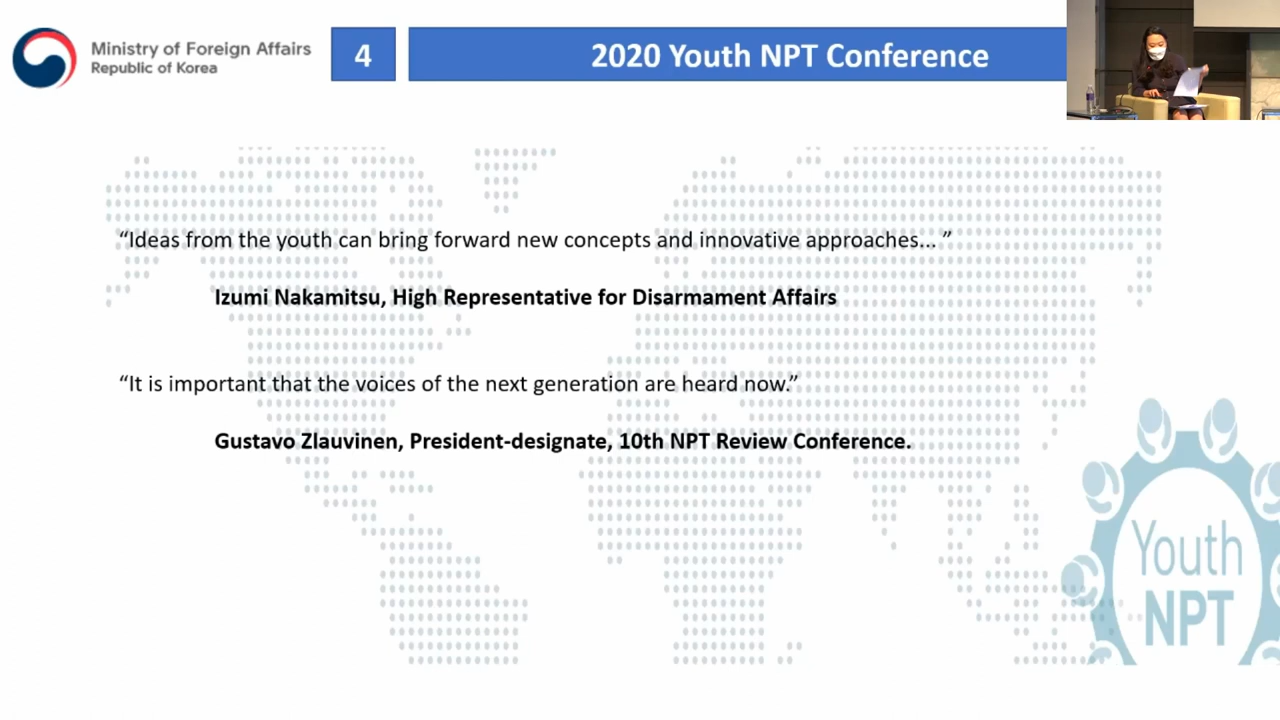 Ministry of Foreign Affairs
Republic of Korea
4
2020 Youth NPT Conference
“Ideas from the youth can bring forward new concepts and innovative approaches... ”
Izumi Nakamitsu, High Representative for Disarmament Affairs
“It is important that the voices of the next generation are heard now.”
Gustavo Zlauvinen, President-designate, 10th NPT Review Conference.
Youth
NPT